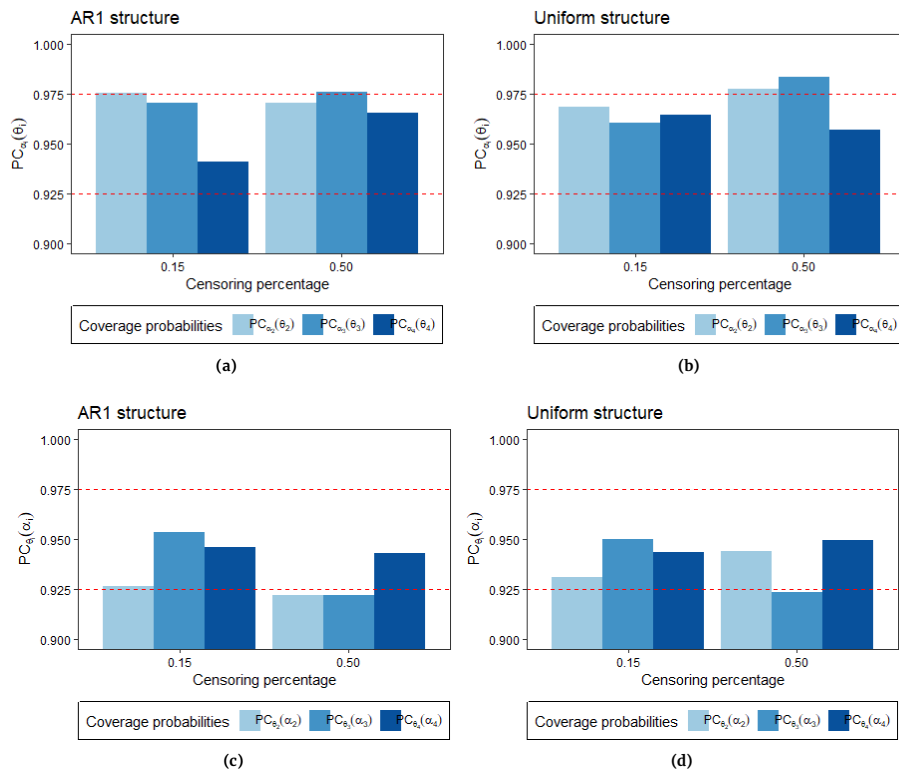 AR1 structure
1.000
0.975
0.950
0.925
0.900
PCαᵢ(θᵢ)
0.15 0.50
Censoring percentage
Coverage probabilities PCα₂(θ₂) PCα₃(θ₃) PCα₄(θ₄)
(a)
Uniform structure
1.000
0.975
0.950
0.925
0.900
PCαᵢ(θᵢ)
0.15 0.50
Censoring percentage
Coverage probabilities PCα₂(θ₂) PCα₃(θ₃) PCα₄(θ₄)
(b)
AR1 structure
1.000
0.975
0.950
0.925
0.900
PCθᵢ(αᵢ)
0.15 0.50
Censoring percentage
Coverage probabilities PCθ₂(α₂) PCθ₃(α₃) PCθ₄(α₄)
(c)
Uniform structure
1.000
0.975
0.950
0.925
0.900
PCθᵢ(αᵢ)
0.15 0.50
Censoring percentage
Coverage probabilities PCθ₂(α₂) PCθ₃(α₃) PCθ₄(α₄)
(d)